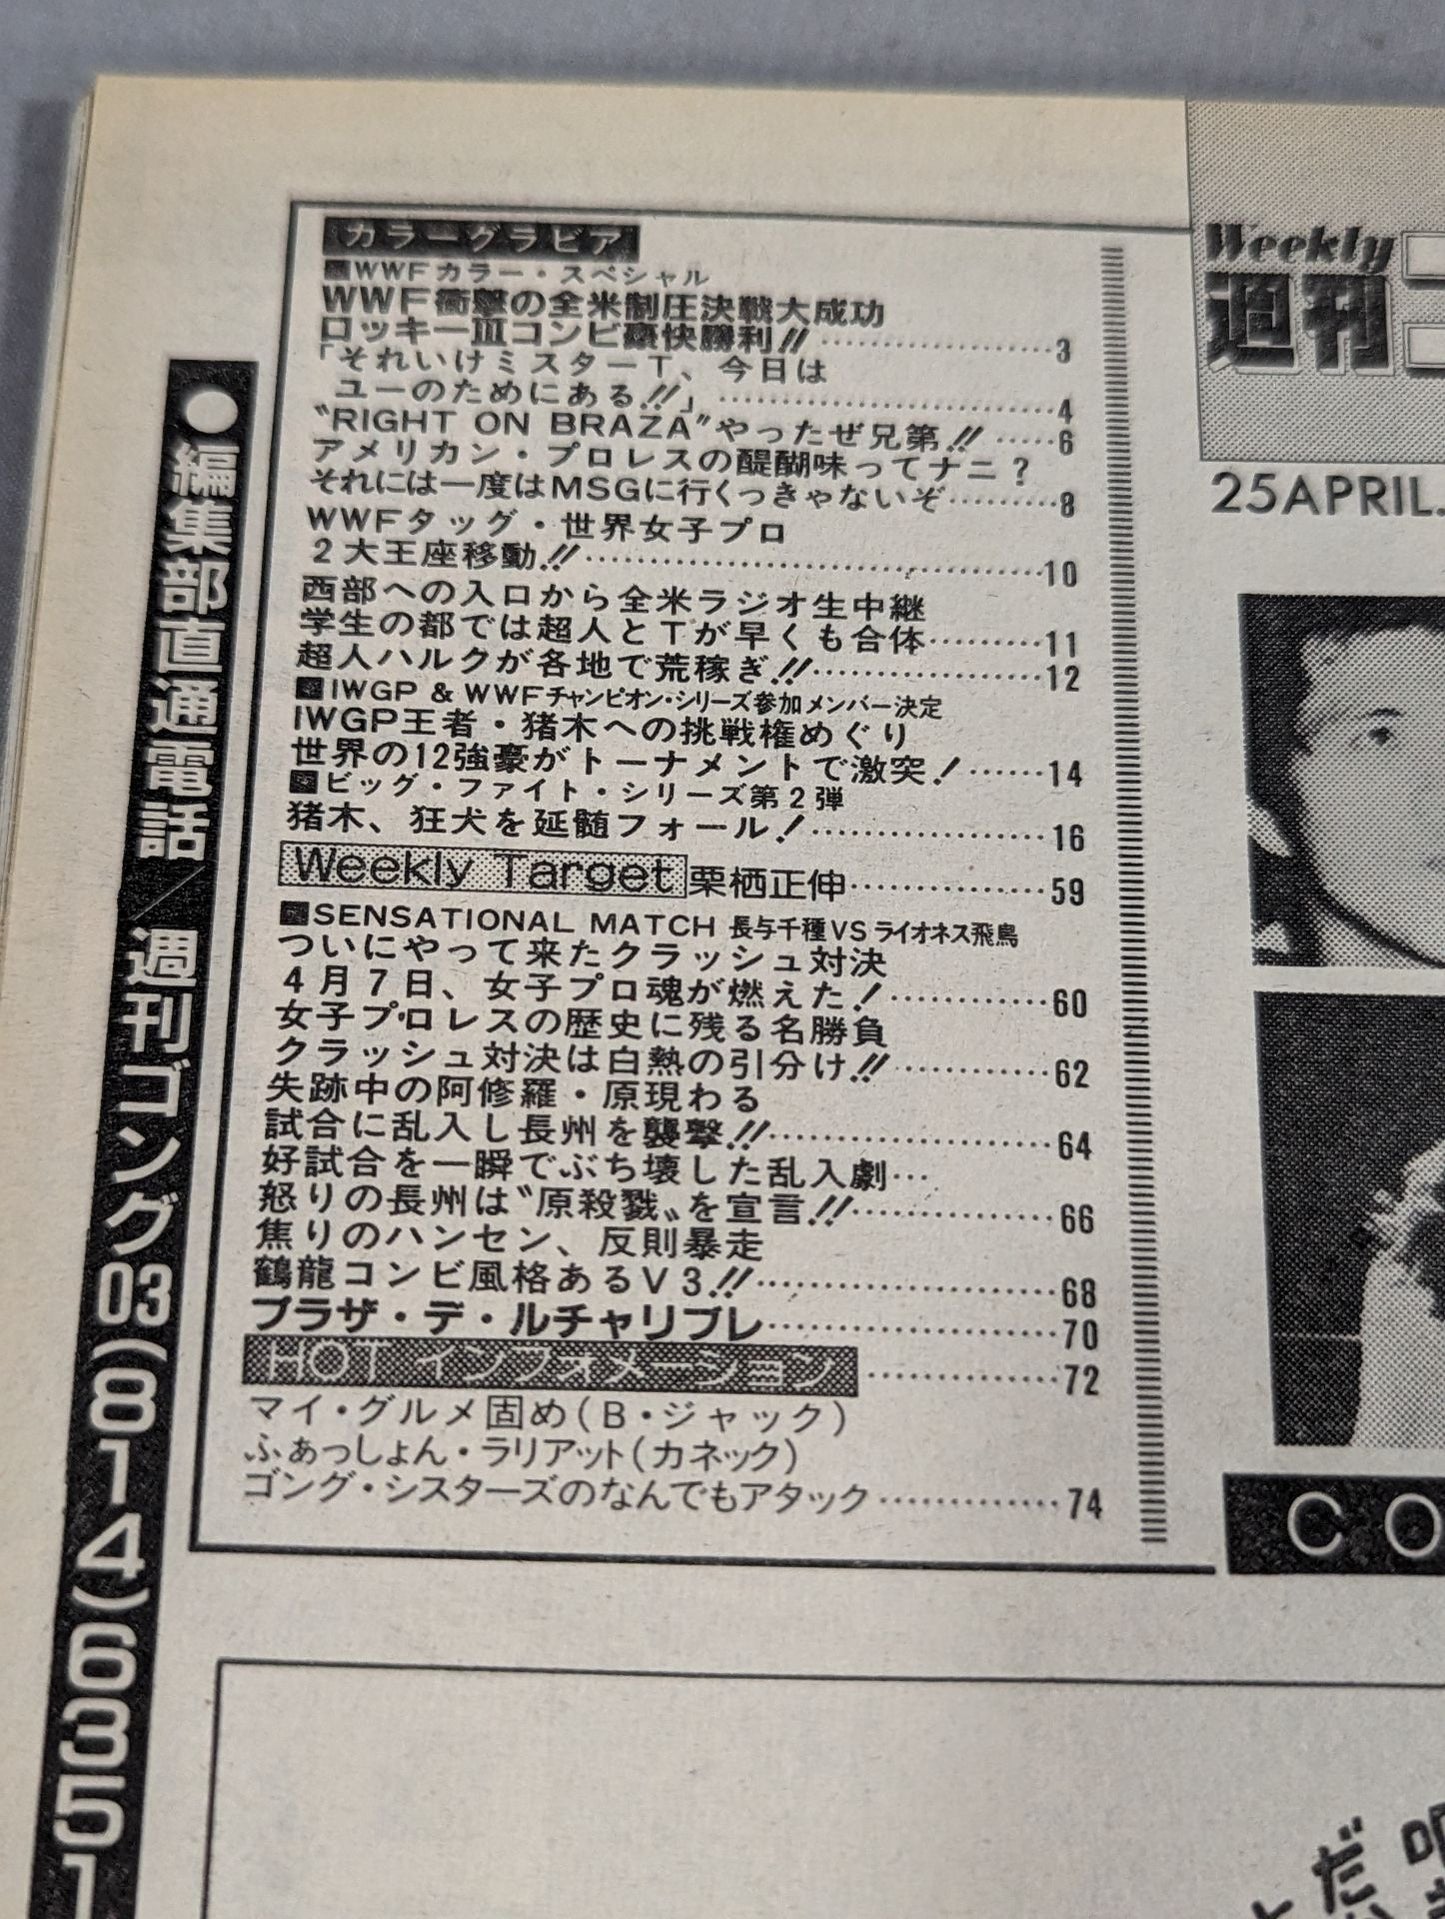 カラーグラビア
WWFカラー・スペシャル
WWF衝撃の全米制圧決戦大成功
ロッキーⅢコンビ豪快勝利!!…………………3
「それいけミスターT、今日は
ユーのためにある!!」…………………………4
"RIGHT ON BRAZA"やったぜ兄弟!!……6
アメリカン・プロレスの醍醐味ってナニ？
それには一度はMSGに行くっきゃないぞ………8
WWFタッグ・世界女子プロ
2大王座移動!!…………………………………10
西部への入口から全米ラジオ生中継
学生の都では超人とTが早くも合体………11
超人ハルクが各地で荒稼ぎ!!………………12
IWGP & WWFチャンピオン・シリーズ参加メンバー決定
IWGP王者・猪木への挑戦権めぐり
世界の12強豪がトーナメントで激突!……14
ビッグ・ファイト・シリーズ第2弾
猪木、狂犬を延髄フォール!………………16
Weekly Target 栗栖正伸……………59
SENSATIONAL MATCH 長与千種VSライオネス飛鳥
ついにやって来たクラッシュ対決
4月7日、女子プロ魂が燃えた!…………60
女子プロレスの歴史に残る名勝負
クラッシュ対決は白熱の引分け!!…………62
失跡中の阿修羅・原現わる
試合に乱入し長州を襲撃!!…………………64
好試合を一瞬でぶち壊した乱入劇…
怒りの長州は"原殺戮"を宣言!!……………66
焦りのハンセン、反則暴走
鶴龍コンビ風格あるV3!!……………………68
プラザ・デ・ルチャリブレ……………………70
HOTインフォメーション……………72
マイ・グルメ固め(B・ジャック)
ふぁっしょん・ラリアット(カネック)
ゴング・シスターズのなんでもアタック…………74
●編集部直通電話／週刊ゴング03(814)6351
Weekly
週刊
25APRIL.
CO
だ